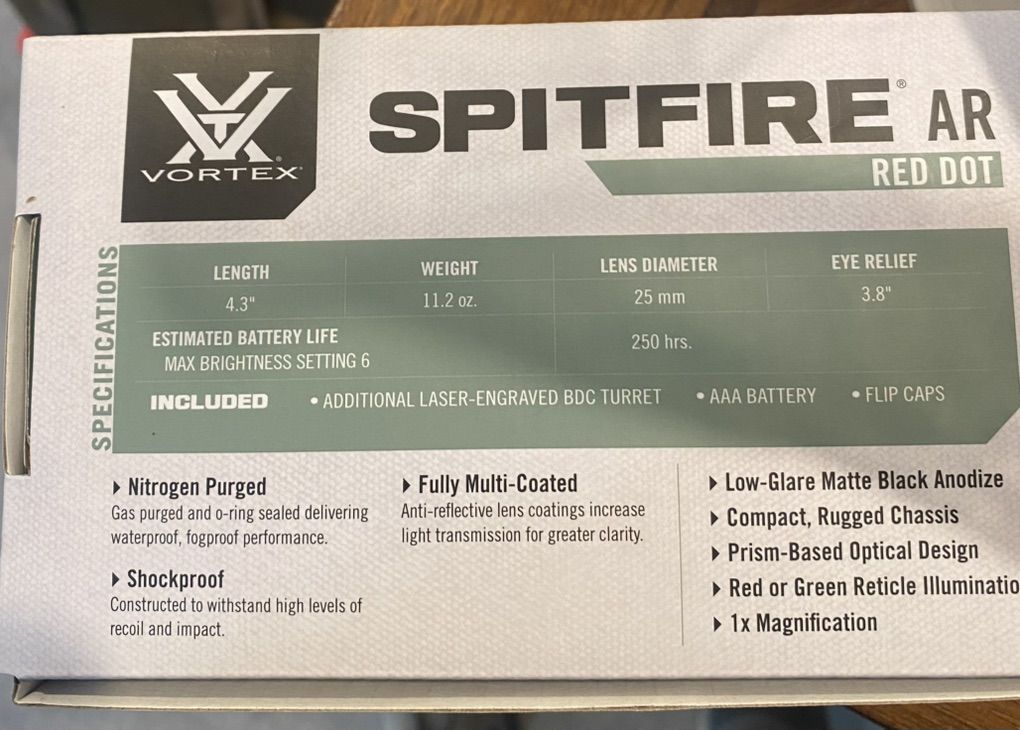 VORTEX®
SPITFIRE® AR
RED DOT
SPECIFICATIONS
LENGTH WEIGHT LENS DIAMETER EYE RELIEF
4.3" 11.2 oz. 25 mm 3.8"
ESTIMATED BATTERY LIFE
MAX BRIGHTNESS SETTING 6 250 hrs.
INCLUDED • ADDITIONAL LASER-ENGRAVED BDC TURRET • AAA BATTERY • FLIP CAPS
Nitrogen Purged
Gas purged and o-ring sealed delivering
waterproof, fogproof performance.
Shockproof
Constructed to withstand high levels of
recoil and impact.
Fully Multi-Coated
Anti-reflective lens coatings increase
light transmission for greater clarity.
Low-Glare Matte Black Anodize
Compact, Rugged Chassis
Prism-Based Optical Design
Red or Green Reticle Illuminatio
1x Magnification